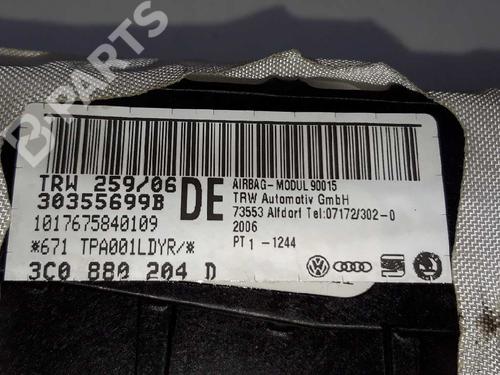 B-PARTS
TRW 259/06
30355699B
DE
1017675840109
*671 TPA001LDYR/*
3C0 880 204 D
AIRBAG-MODUL 90015
TRW Automotiv GmbH
73553 Alfdorf Tel:07172/302-0
2006
PT1 -1244